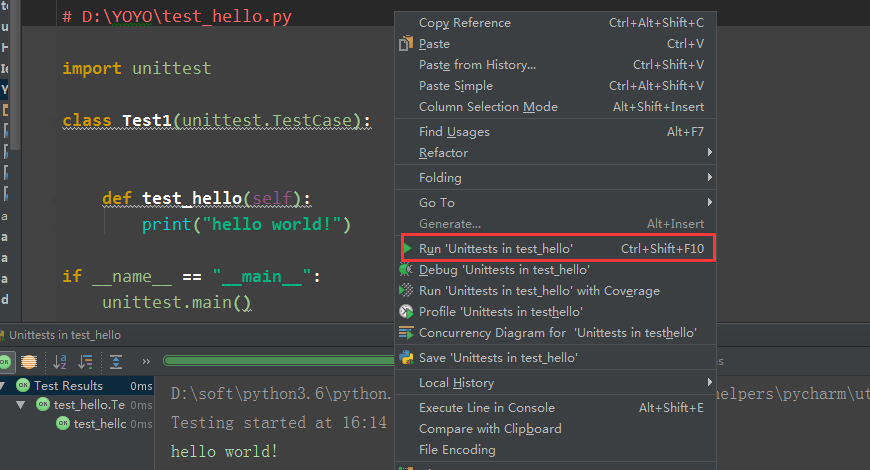 # D:\YOYO\test_hello.py
import unittest
class Test1(unittest.TestCase):
def test_hello(self):
print("hello world!")
if __name__ == "__main__":
unittest.main()
Copy Reference Ctrl+Alt+Shift+C
Paste Ctrl+V
Paste from History... Ctrl+Shift+V
Paste Simple Ctrl+Alt+Shift+V
Column Selection Mode Alt+Shift+Insert
Find Usages Alt+F7
Refactor
Folding
Go To
Generate... Alt+Insert
Run 'Unittests in test_hello' Ctrl+Shift+F10
Debug 'Unittests in test_hello'
Run 'Unittests in test_hello' with Coverage
Profile 'Unittests in testhello'
Concurrency Diagram for 'Unittests in testhello'
Save 'Unittests in test_hello'
Local History
Execute Line in Console Alt+Shift+E
Compare with Clipboard
File Encoding
Unittests in test_hello
Test Results 0ms
test_hello.Te 0ms
test_hellc 0ms
D:\soft\python3.6\python. helpers\pycharm\ut
Testing started at 16:14
hello world!